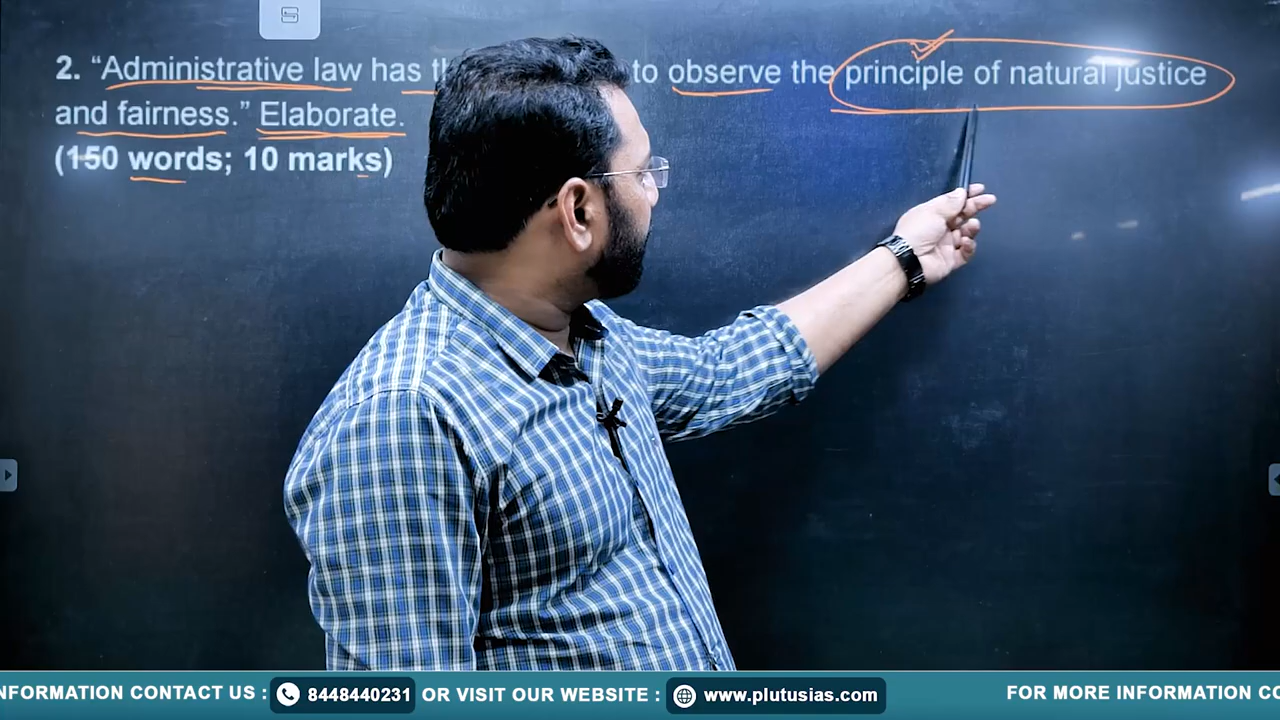 2. “Administrative law has to observe the principle of natural justice
and fairness.” Elaborate.
(150 words; 10 marks)
NFORMATION CONTACT US : 8448440231 OR VISIT OUR WEBSITE : www.plutusias.com FOR MORE INFORMATION CO